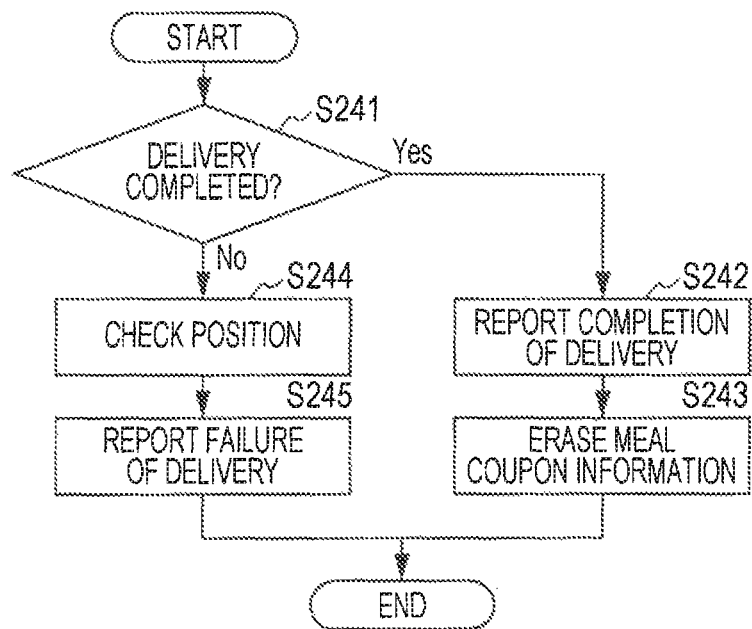 START
S241
DELIVERY
COMPLETED?
Yes
No
S244
CHECK POSITION
S245
REPORT FAILURE
OF DELIVERY
S242
REPORT COMPLETION
OF DELIVERY
S243
ERASE MEAL
COUPON INFORMATION
END